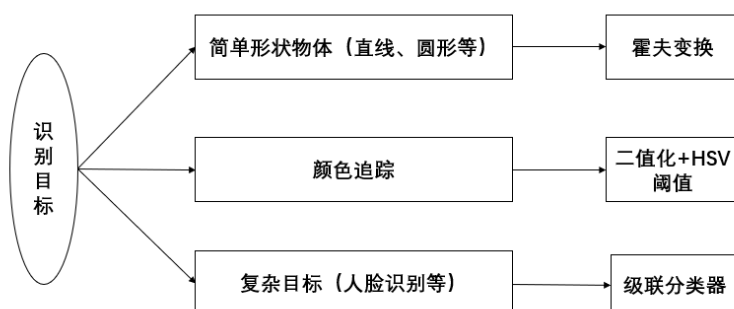 识
别
目
标
简单形状物体（直线、圆形等）
霍夫变换
颜色追踪
二值化+HSV
阈值
复杂目标（人脸识别等）
级联分类器